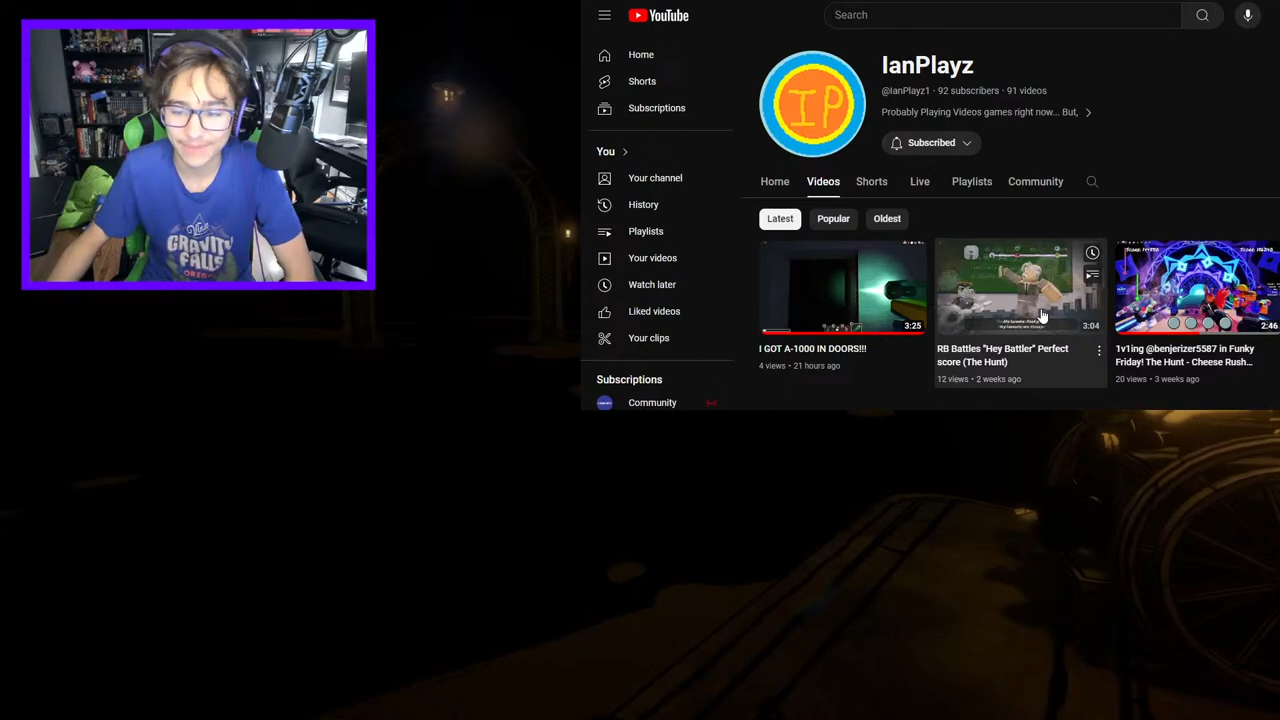 YouTube
Search
Home
Shorts
Subscriptions
You
Your channel
History
Playlists
Your videos
Watch later
Liked videos
Your clips
Subscriptions
Community
IP
IanPlayz
@IanPlayz1 · 92 subscribers · 91 videos
Probably Playing Videos games right now... But,
Subscribed
Home Videos Shorts Live Playlists Community
Latest Popular Oldest
3:25
I GOT A-1000 IN DOORS!!!
4 views • 21 hours ago
3:04
RB Battles "Hey Battler" Perfect
score (The Hunt)
12 views • 2 weeks ago
2:46
1v1ing @benjerizer5587 in Funky
Friday! The Hunt - Cheese Rush...
20 views • 3 weeks ago
Visit
GRAVITY
FALLS
OREGON